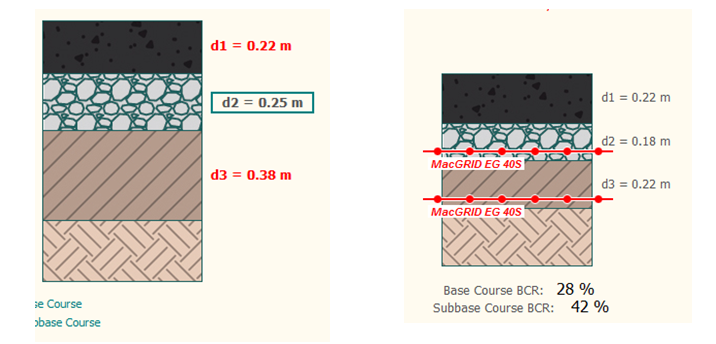 d1 = 0.22 m
d2 = 0.25 m
d3 = 0.38 m
se Course
bbase Course
d1 = 0.22 m
d2 = 0.18 m
MacGRID EG 40S
d3 = 0.22 m
MacGRID EG 40S
Base Course BCR: 28 %
Subbase Course BCR: 42 %